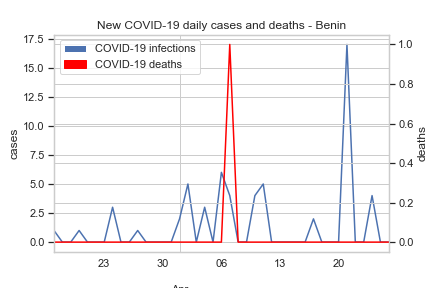 New COVID-19 daily cases and deaths - Benin
COVID-19 infections
COVID-19 deaths
17.5
15.0
12.5
10.0
7.5
5.0
2.5
0.0
cases
1.0
0.8
0.6
0.4
0.2
0.0
deaths
23 30 06 13 20
Apr